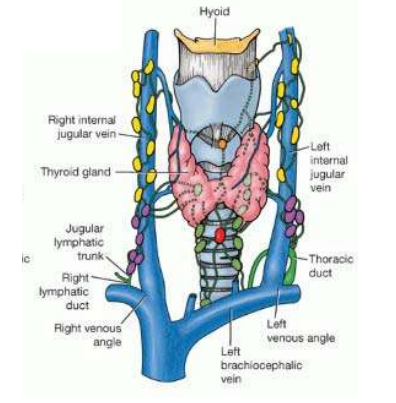 Hyoid
Right internal
jugular vein
Thyroid gland
Left
internal
jugular
vein
Jugular
lymphatic
trunk
ic
Right
lymphatic
duct
Thoracic
duct
Right venous
angle
Left
venous angle
Left
brachiocephalic
vein